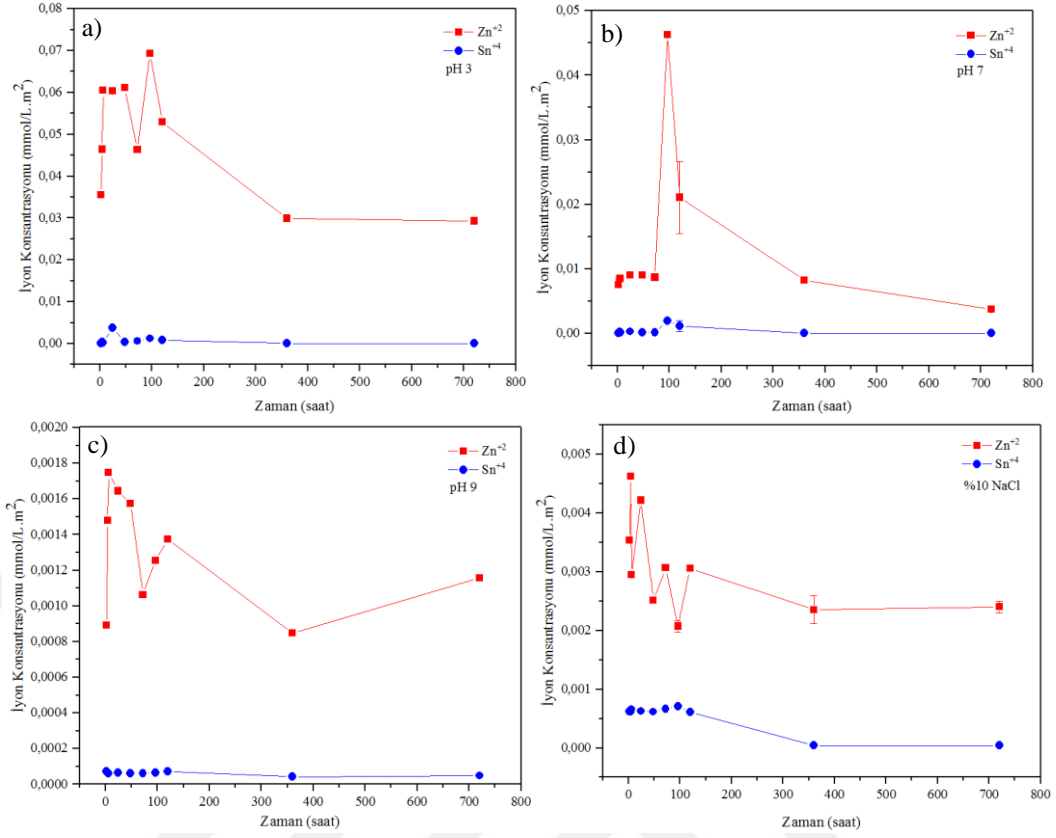 a)
Zn+2
Sn+4
pH 3
İyon Konsantrasyonu (mmol/L.m2)
0,08
0,07
0,06
0,05
0,04
0,03
0,02
0,01
0,00
0 100 200 300 400 500 600 700 800
Zaman (saat)
b)
Zn+2
Sn+4
pH 7
İyon Konsantrasyonu (mmol/L.m2)
0,05
0,04
0,03
0,02
0,01
0,00
0 100 200 300 400 500 600 700 800
Zaman (saat)
c)
Zn+2
Sn+4
pH 9
İyon Konsantrasyonu (mmol/L.m2)
0,0020
0,0018
0,0016
0,0014
0,0012
0,0010
0,0008
0,0006
0,0004
0,0002
0,0000
0 100 200 300 400 500 600 700 800
Zaman (saat)
d)
Zn+2
Sn+4
%10 NaCl
İyon Konsantrasyonu (mmol/L.m2)
0,005
0,004
0,003
0,002
0,001
0,000
0 100 200 300 400 500 600 700 800
Zaman (saat)